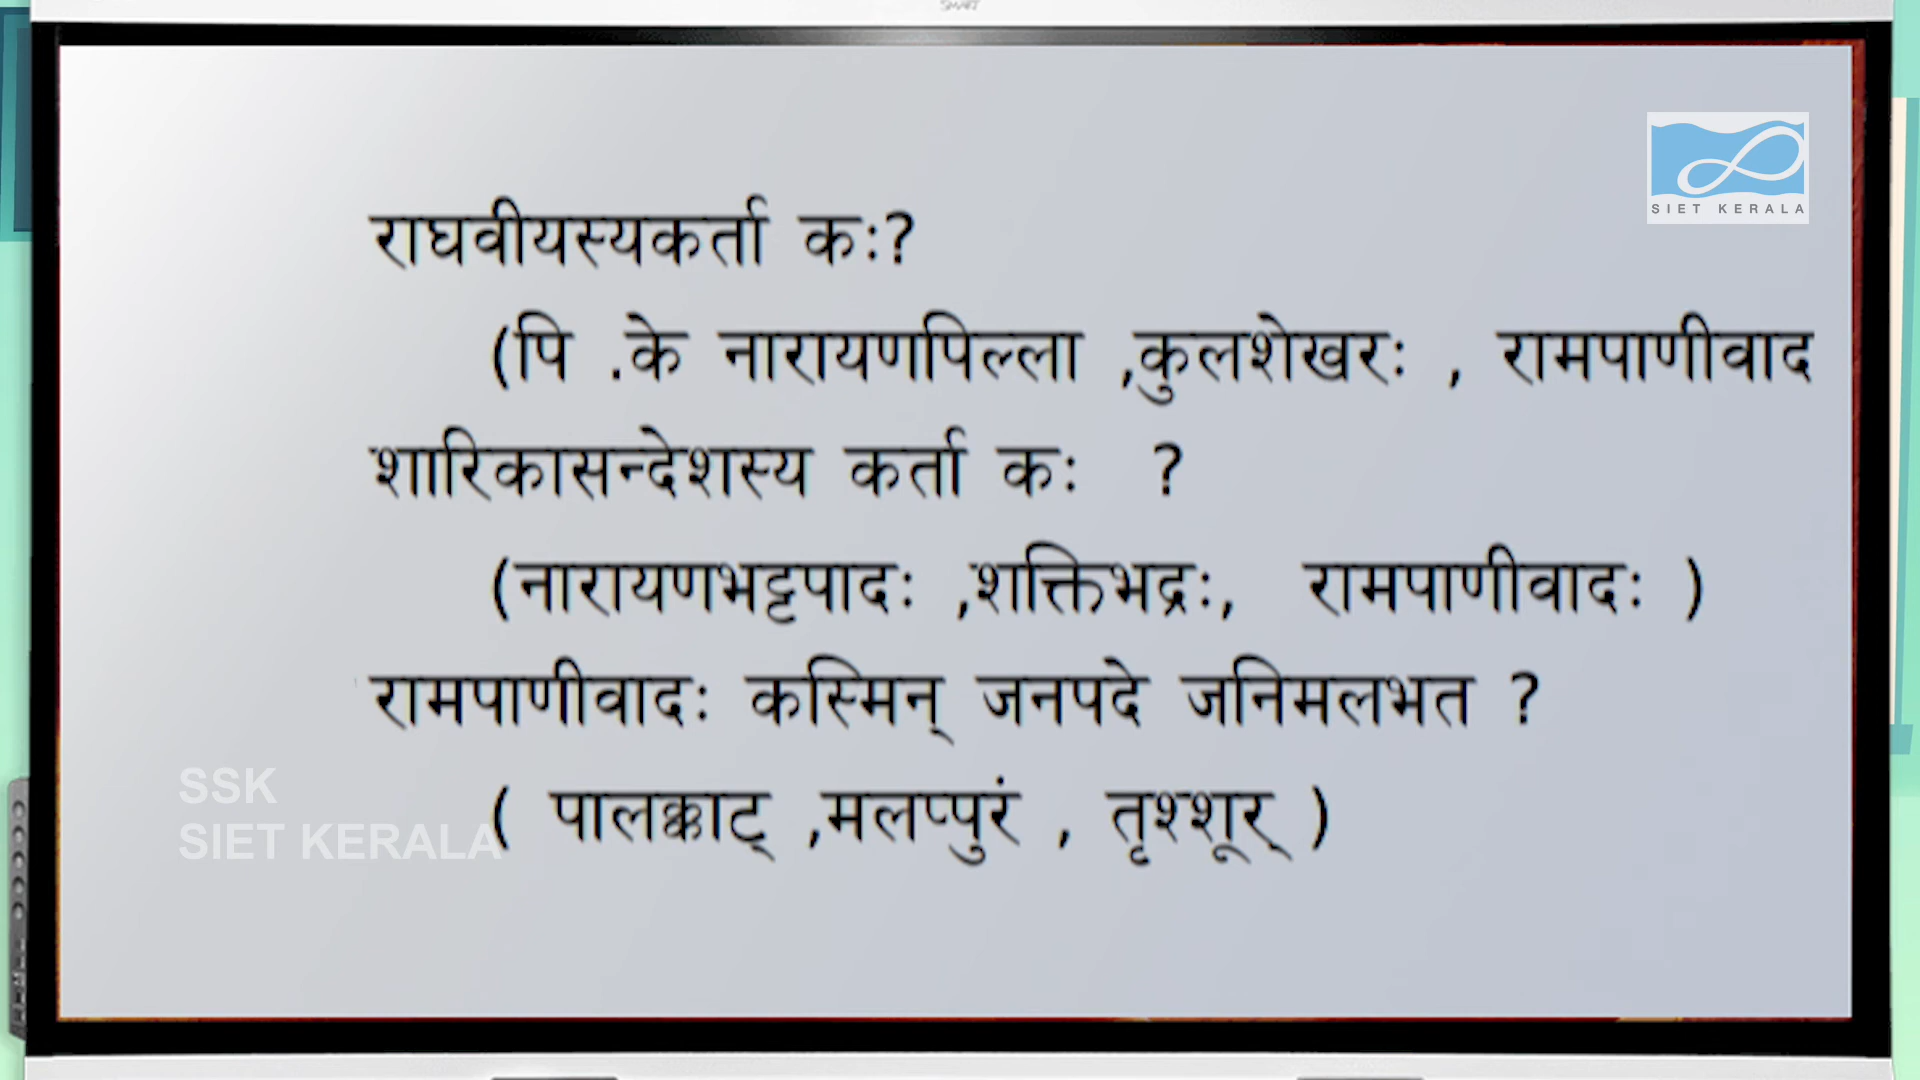 SMART
SIET KERALA
राघवीयस्यकर्ता कः?
(पि .के नारायणपिल्ला ,कुलशेखरः , रामपाणीवाद
शारिकासन्देशस्य कर्ता कः ?
(नारायणभट्टपादः ,शक्तिभद्रः, रामपाणीवादः )
रामपाणीवादः कस्मिन् जनपदे जनिमलभत ?
( पालक्काट् ,मलप्पुरं , तृश्शूर् )
SSK
SIET KERALA